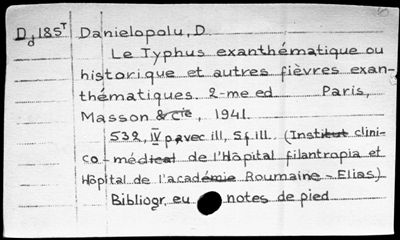 D₀185ᵀ Danielopolu, D.
Le Typhus exanthématique ou
historique et autres fièvres exan-
thématiques. 2-me ed Paris,
Masson & Cie, 1941.
532, IV p. avec ill, 5 f. ill. (Institut clini-
co-médical de l'Hôpital filantropia et
Hôpital de l'académie Roumaine-Elias.)
Bibliogr. eu notes de pied